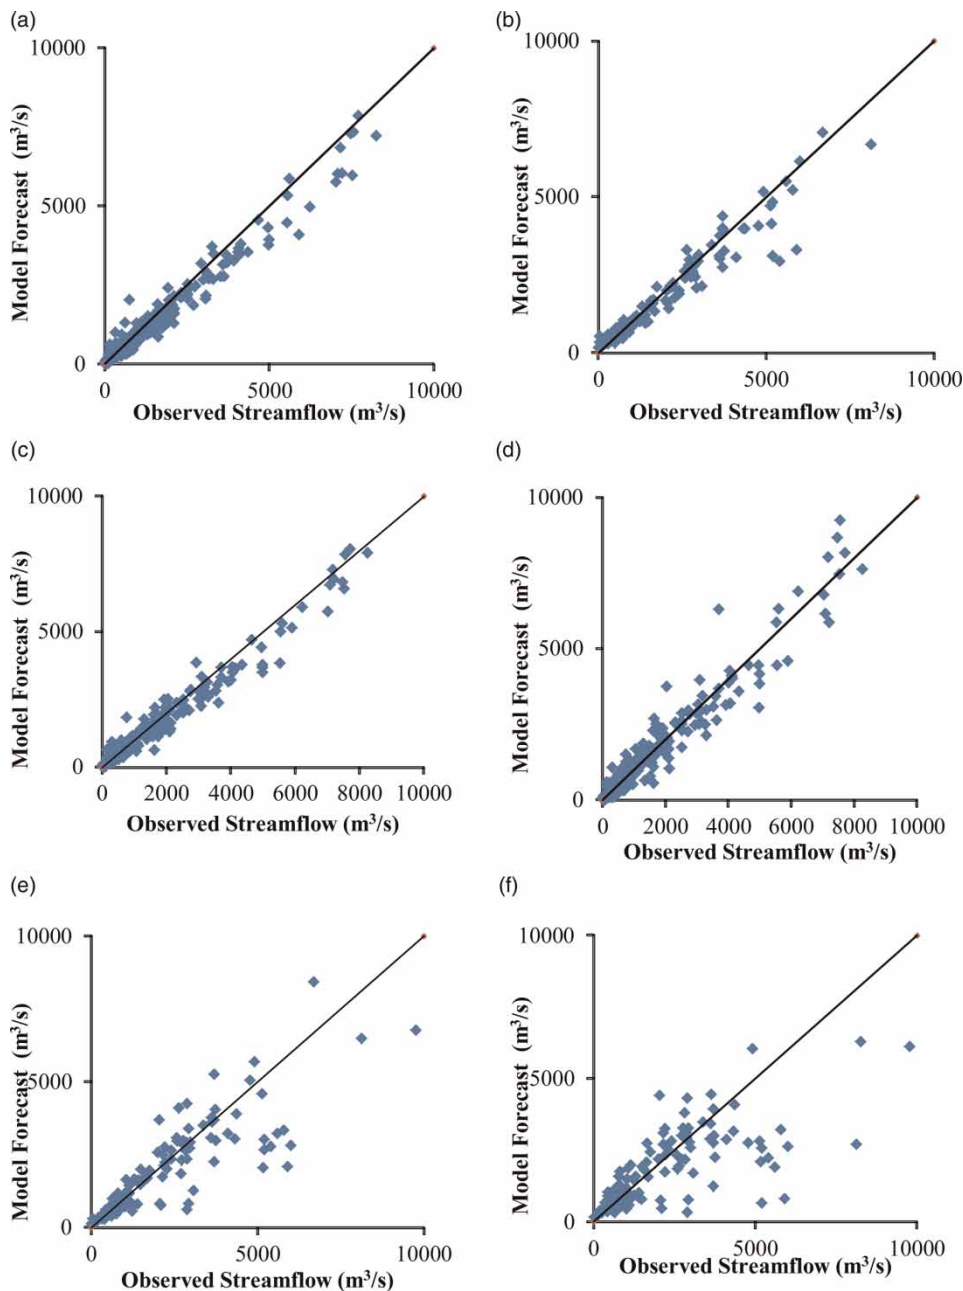 (a)
10000
5000
0
Model Forecast (m³/s)
0 5000 10000
Observed Streamflow (m³/s)
(b)
10000
5000
0
Model Forecast (m³/s)
0 5000 10000
Observed Streamflow (m³/s)
(c)
10000
5000
0
Model Forecast (m³/s)
0 2000 4000 6000 8000 10000
Observed Streamflow (m³/s)
(d)
10000
5000
0
Model Forecast (m³/s)
0 2000 4000 6000 8000 10000
Observed Streamflow (m³/s)
(e)
10000
5000
0
Model Forecast (m³/s)
0 5000 10000
Observed Streamflow (m³/s)
(f)
10000
5000
0
Model Forecast (m³/s)
0 5000 10000
Observed Streamflow (m³/s)